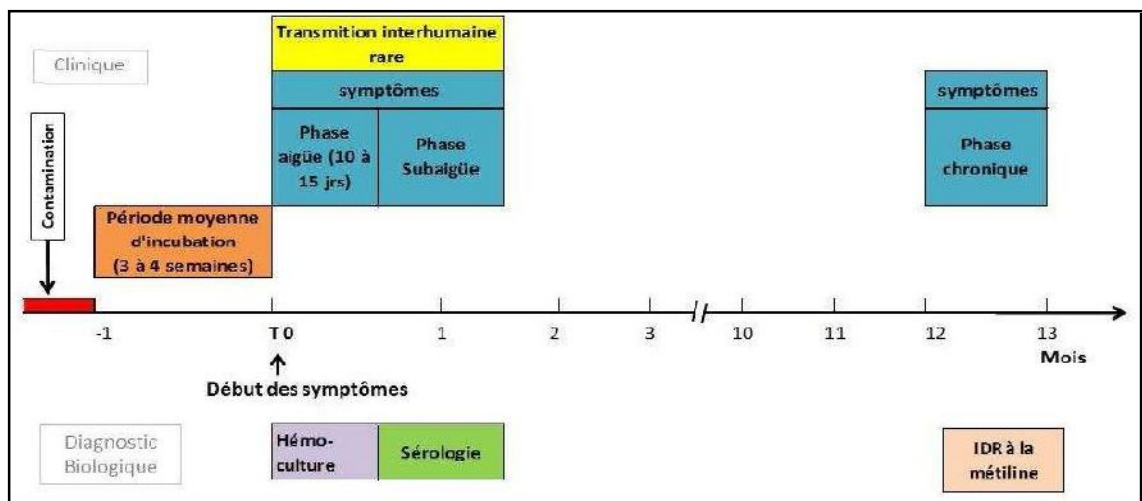 Transmition interhumaine
rare
Clinique
symptômes
symptômes
Contamination
Phase
aigüe (10 à
15 jrs)
Phase
Subaigüe
Phase
chronique
Période moyenne
d'incubation
(3 à 4 semaines)
-1
T 0
1
2
3
10
11
12
13
Mois
Début des symptômes
Diagnostic
Biologique
Hémo-
culture
Sérologie
IDR à la
métiline